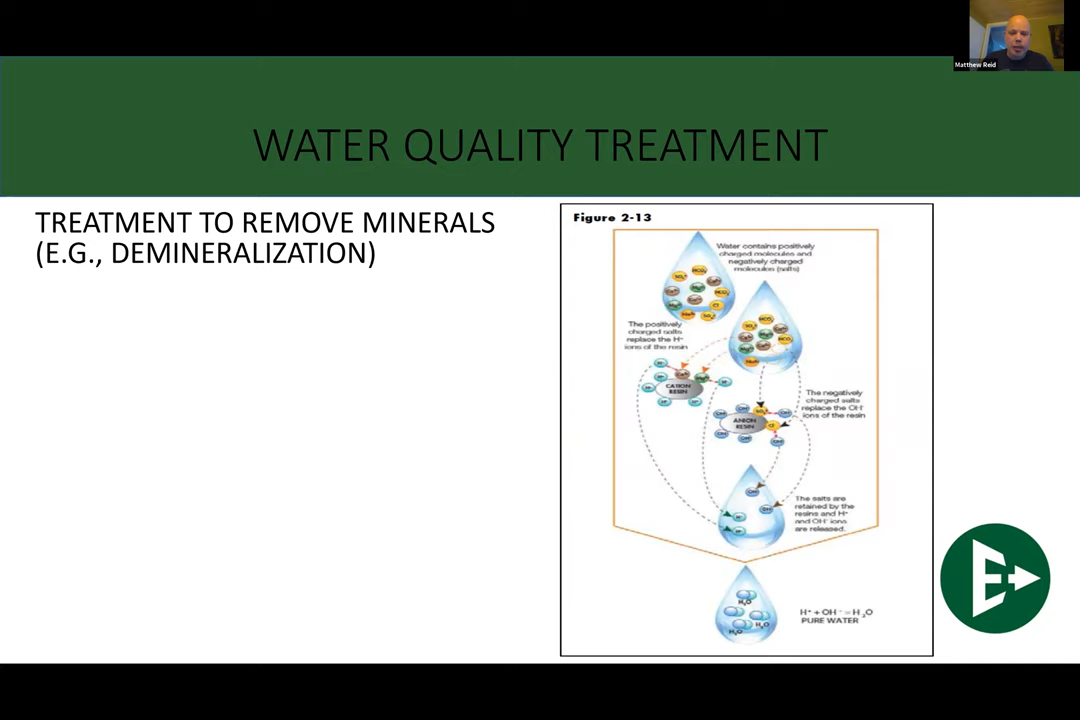 Matthew Reid
WATER QUALITY TREATMENT
TREATMENT TO REMOVE MINERALS
(E.G., DEMINERALIZATION)
Figure 2-13
Water contains positively
charged molecules and
negatively charged
molecules (salts)
The positively
charged salts
replace the H⁺
ions of the resin
CATION
RESIN
The negatively
charged salts
replace the OH⁻
ions of the resin
ANION
RESIN
The salts are
retained by the
resins and H⁺
and OH⁻ ions
are released.
H₂O
H₂O
H₂O
H⁺ + OH⁻ = H₂O
PURE WATER
E